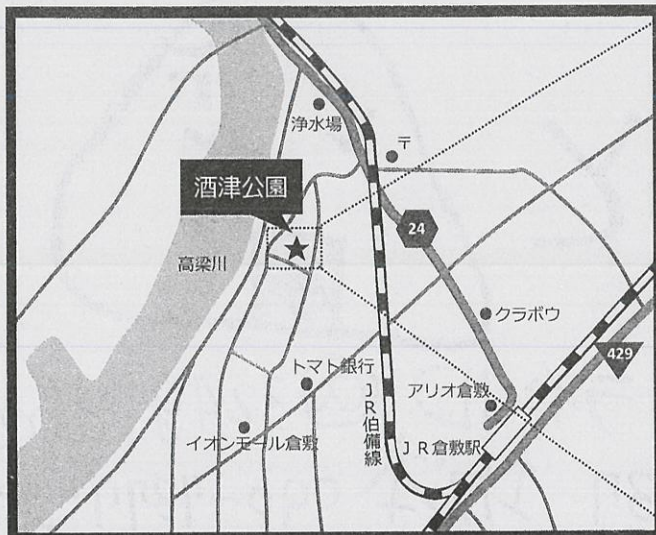 浄水場
〒
酒津公園
24
高梁川
クラボウ
429
トマト銀行
JR伯備線
アリオ倉敷
イオンモール倉敷
JR倉敷駅